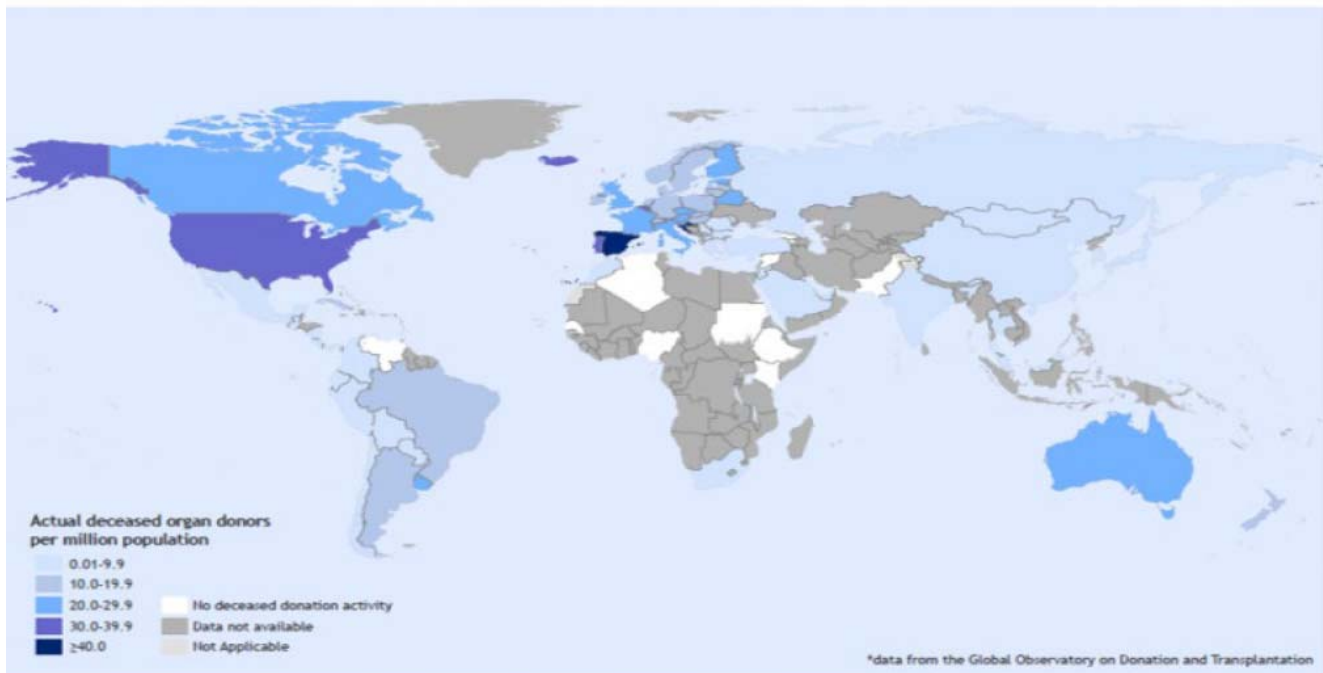 Actual deceased organ donors
per million population
0.01-9.9
10.0-19.9
20.0-29.9
30.0-39.9
≥40.0
No deceased donation activity
Data not available
Not Applicable
*data from the Global Observatory on Donation and Transplantation